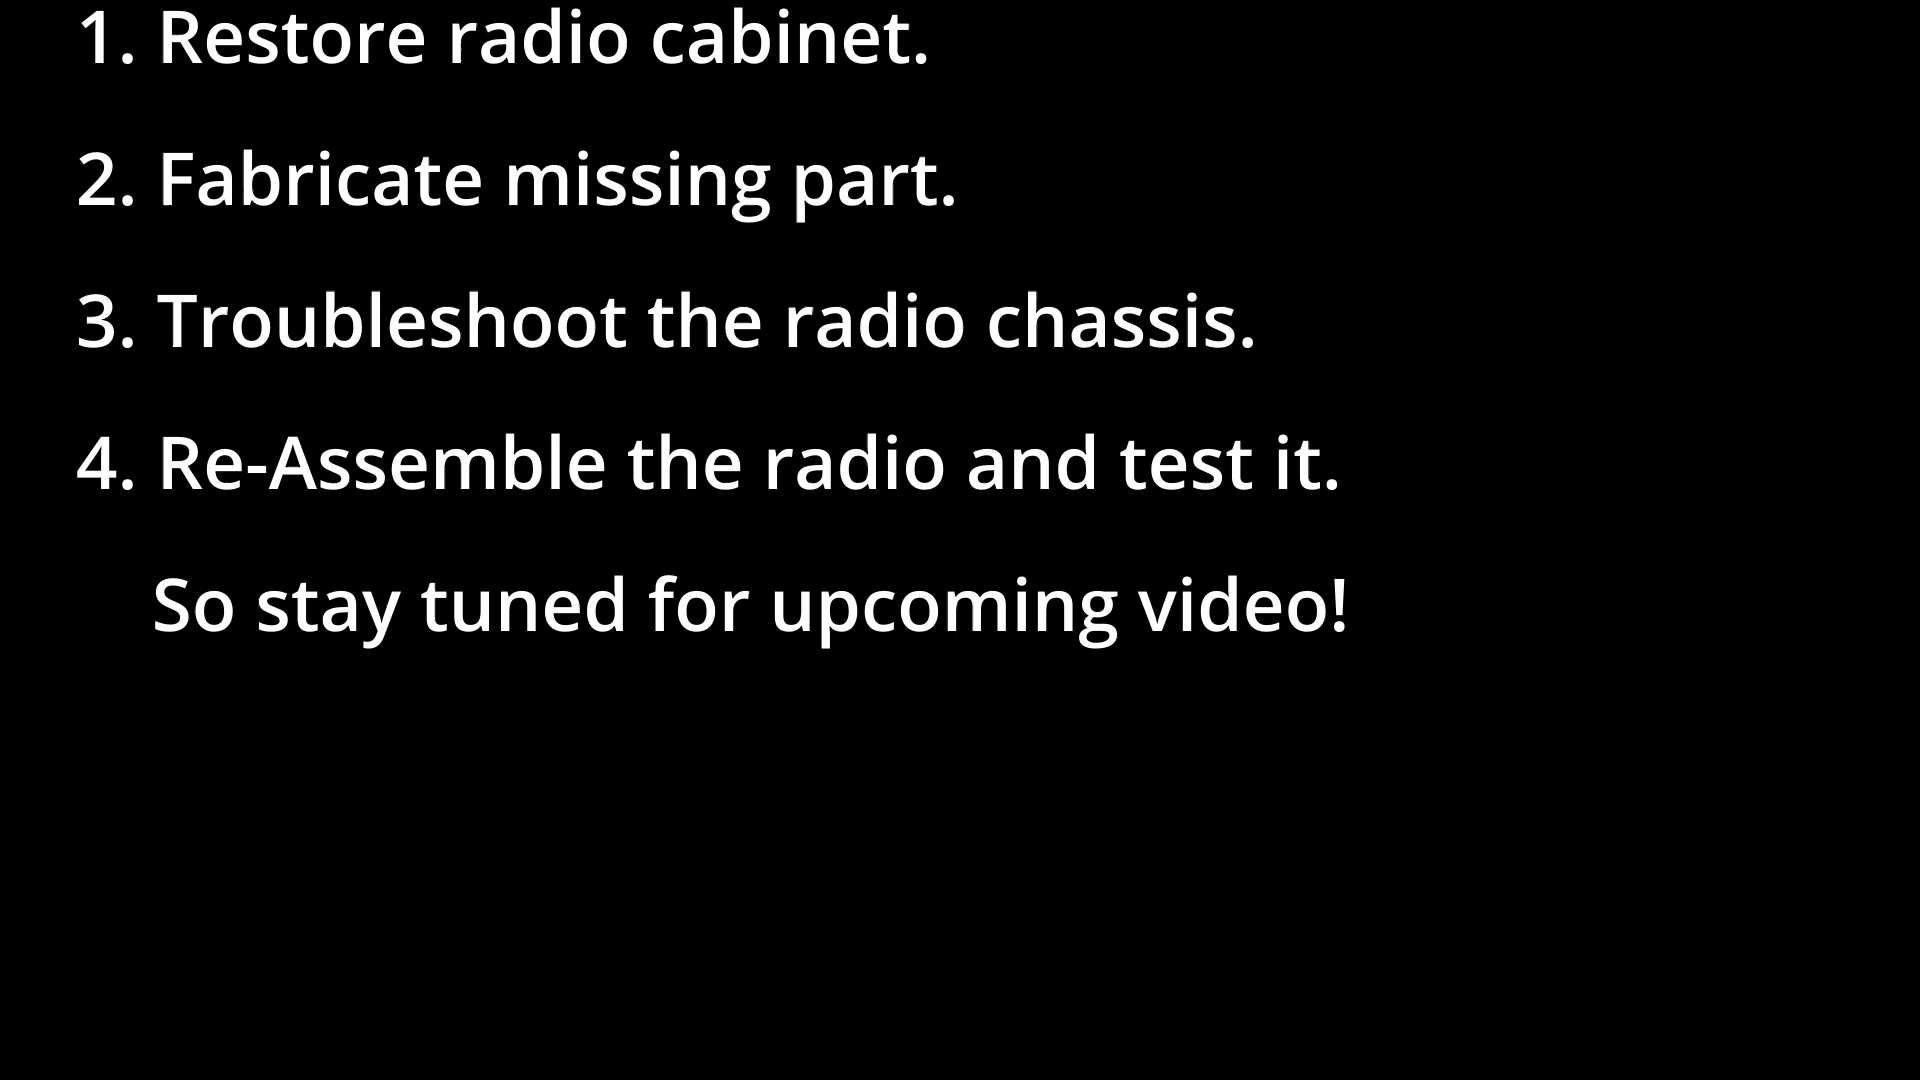 1. Restore radio cabinet.
2. Fabricate missing part.
3. Troubleshoot the radio chassis.
4. Re-Assemble the radio and test it.
So stay tuned for upcoming video!